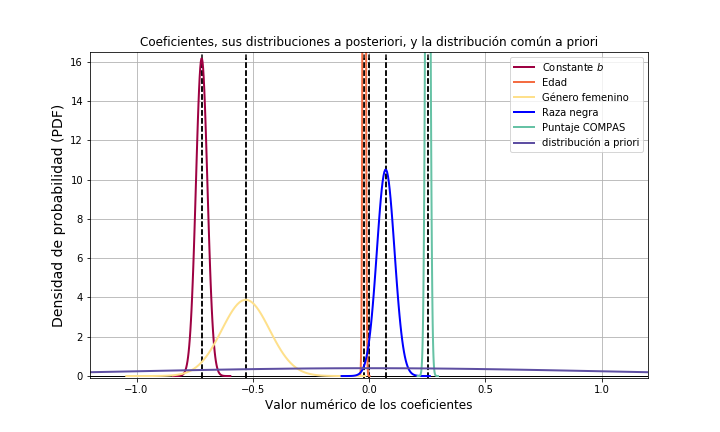 Coeficientes, sus distribuciones a posteriori, y la distribución común a priori
Densidad de probabilidad (PDF)
16
14
12
10
8
6
4
2
0
Constante b
Edad
Género femenino
Raza negra
Puntaje COMPAS
distribución a priori
−1.0 −0.5 0.0 0.5 1.0
Valor numérico de los coeficientes